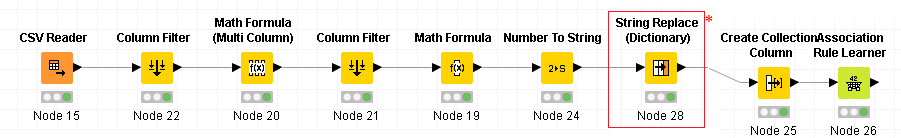 CSV Reader
Node 15
Column Filter
Node 22
Math Formula
(Multi Column)
Node 20
Column Filter
Node 21
Math Formula
f(x)
Node 19
Number To String
2▸S
Node 24
String Replace
(Dictionary)
*
Node 28
Create Collection
Column
Node 25
Association
Rule Learner
42
Node 26